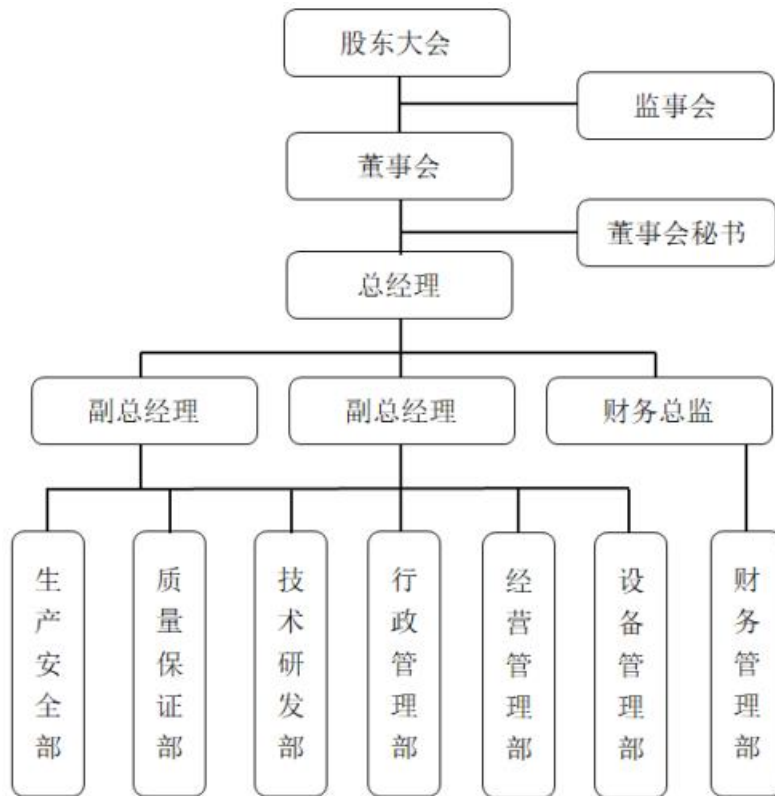 股东大会
监事会
董事会
董事会秘书
总经理
副总经理
副总经理
财务总监
生产安全部
质量保证部
技术研发部
行政管理部
经营管理部
设备管理部
财务管理部